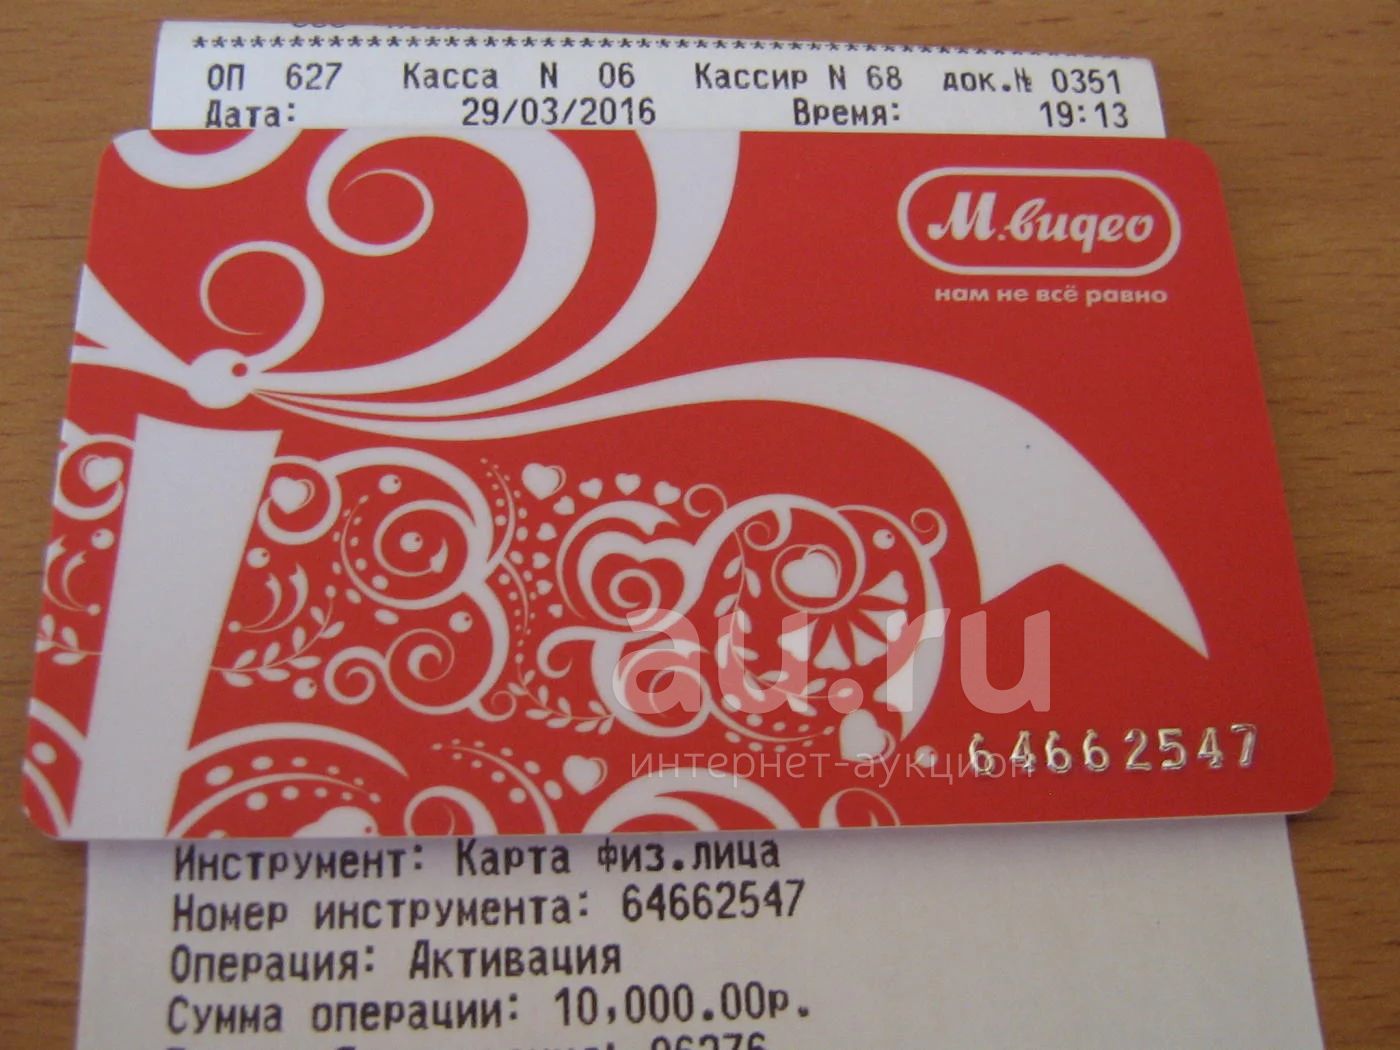 ********************************************************************
ОП 627 Касса N 06 Кассир N 68 док.№ 0351
Дата: 29/03/2016 Время: 19:13
М.видео
нам не всё равно
au.ru
интернет-аукцион
64662547
Инструмент: Карта физ.лица
Номер инструмента: 64662547
Операция: Активация
Сумма операции: 10,000.00р.